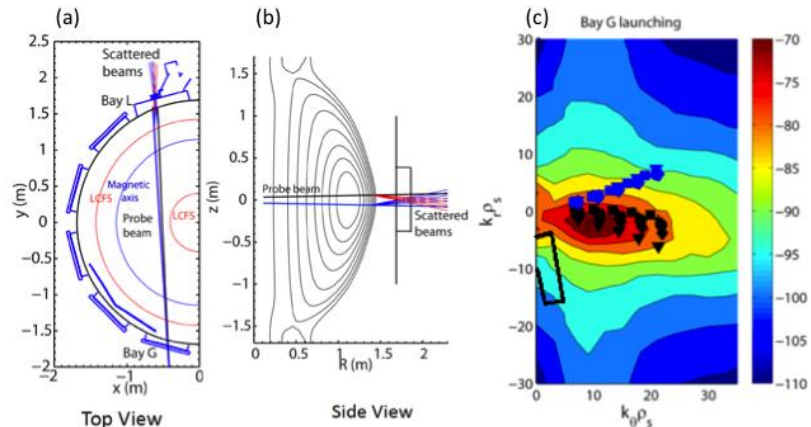 (a)
2.5
2
1.5
1
0.5
0
−0.5
−1
−1.5
−2
y (m)
−2
−1
0
x (m)
Scattered
beams
Bay L
LCFS
Magnetic
axis
Probe
beam
LCFS
Bay G
Top View
(b)
1.5
1
0.5
0
−0.5
−1
−1.5
z (m)
0
0.5
1
1.5
2
R (m)
Probe beam
Scattered
beams
Side View
(c)
Bay G launching
30
20
10
0
−10
−20
−30
kᵣρₛ
0
10
20
30
k_θρₛ
−70
−75
−80
−85
−90
−95
−100
−105
−110